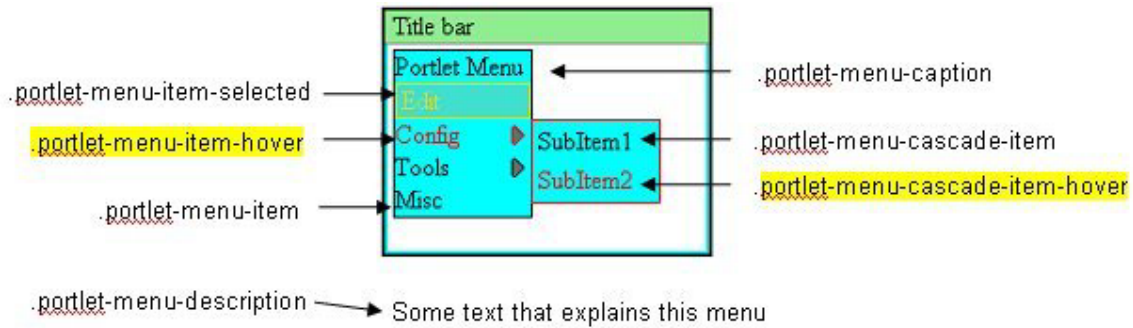 Title bar
Portlet Menu
.portlet-menu-caption
.portlet-menu-item-selected
Edit
.portlet-menu-item-hover
Config
SubItem1
.portlet-menu-cascade-item
Tools
SubItem2
.portlet-menu-cascade-item-hover
.portlet-menu-item
Misc
.portlet-menu-description
Some text that explains this menu